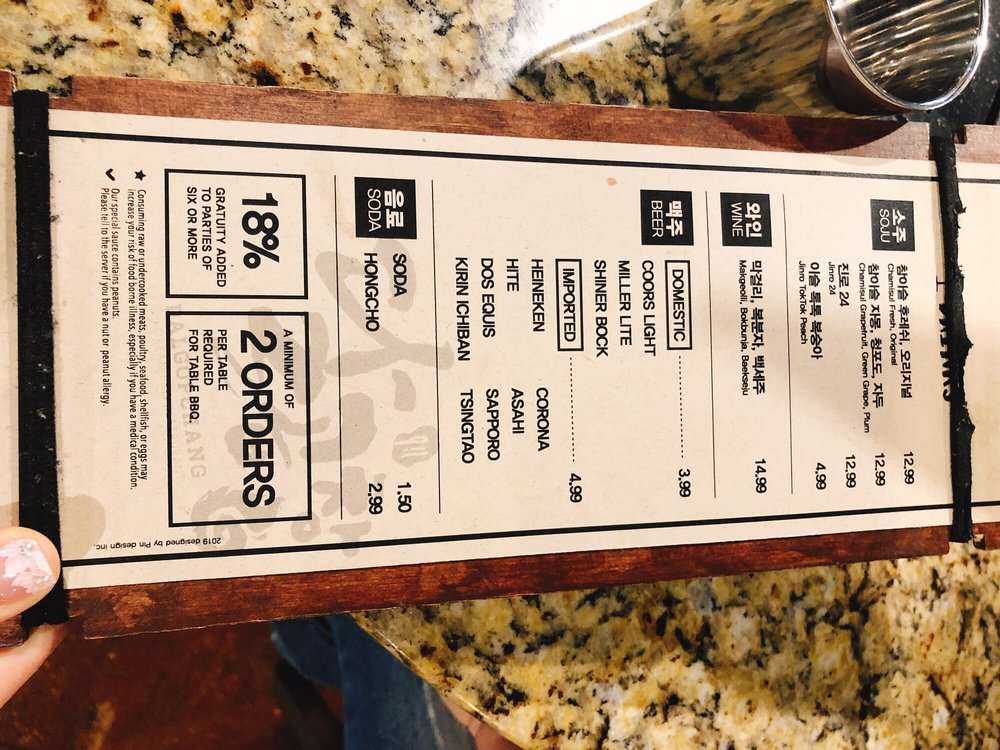 소주
SOJU
참이슬 후레쉬, 오리지널 12.99
Chamisul Fresh, Original
참이슬 자몽, 청포도, 자두 12.99
Chamisul Grapefruit, Green Grape, Plum
진로 24 12.99
Jinro 24
이슬 톡톡 복숭아 4.99
Jinro TokTok Peach
와인
WINE
막걸리, 복분자, 백세주 14.99
Makgeolli, Bokbunja, Baekseju
맥주
BEER
DOMESTIC 3.99
COORS LIGHT
MILLER LITE
SHINER BOCK
IMPORTED 4.99
HEINEKEN CORONA
HITE ASAHI
DOS EQUIS SAPPORO
KIRIN ICHIBAN TSINGTAO
음료
SODA
SODA 1.50
HONGCHO 2.99
18%
GRATUITY ADDED
TO PARTIES OF
SIX OR MORE
A MINIMUM OF
2 ORDERS
PER TABLE
REQUIRED
FOR TABLE BBQ.
★ Consuming raw or undercooked meats, poultry, seafood, shellfish, or eggs may
increase your risk of food borne illness, especially if you have a medical condition.
✔ Our special sauce contains peanuts.
Please tell to the server if you have a nut or peanut allergy.
2019 designed by Pin design inc.